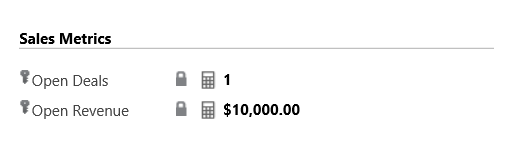 Sales Metrics
Open Deals 1
Open Revenue $10,000.00